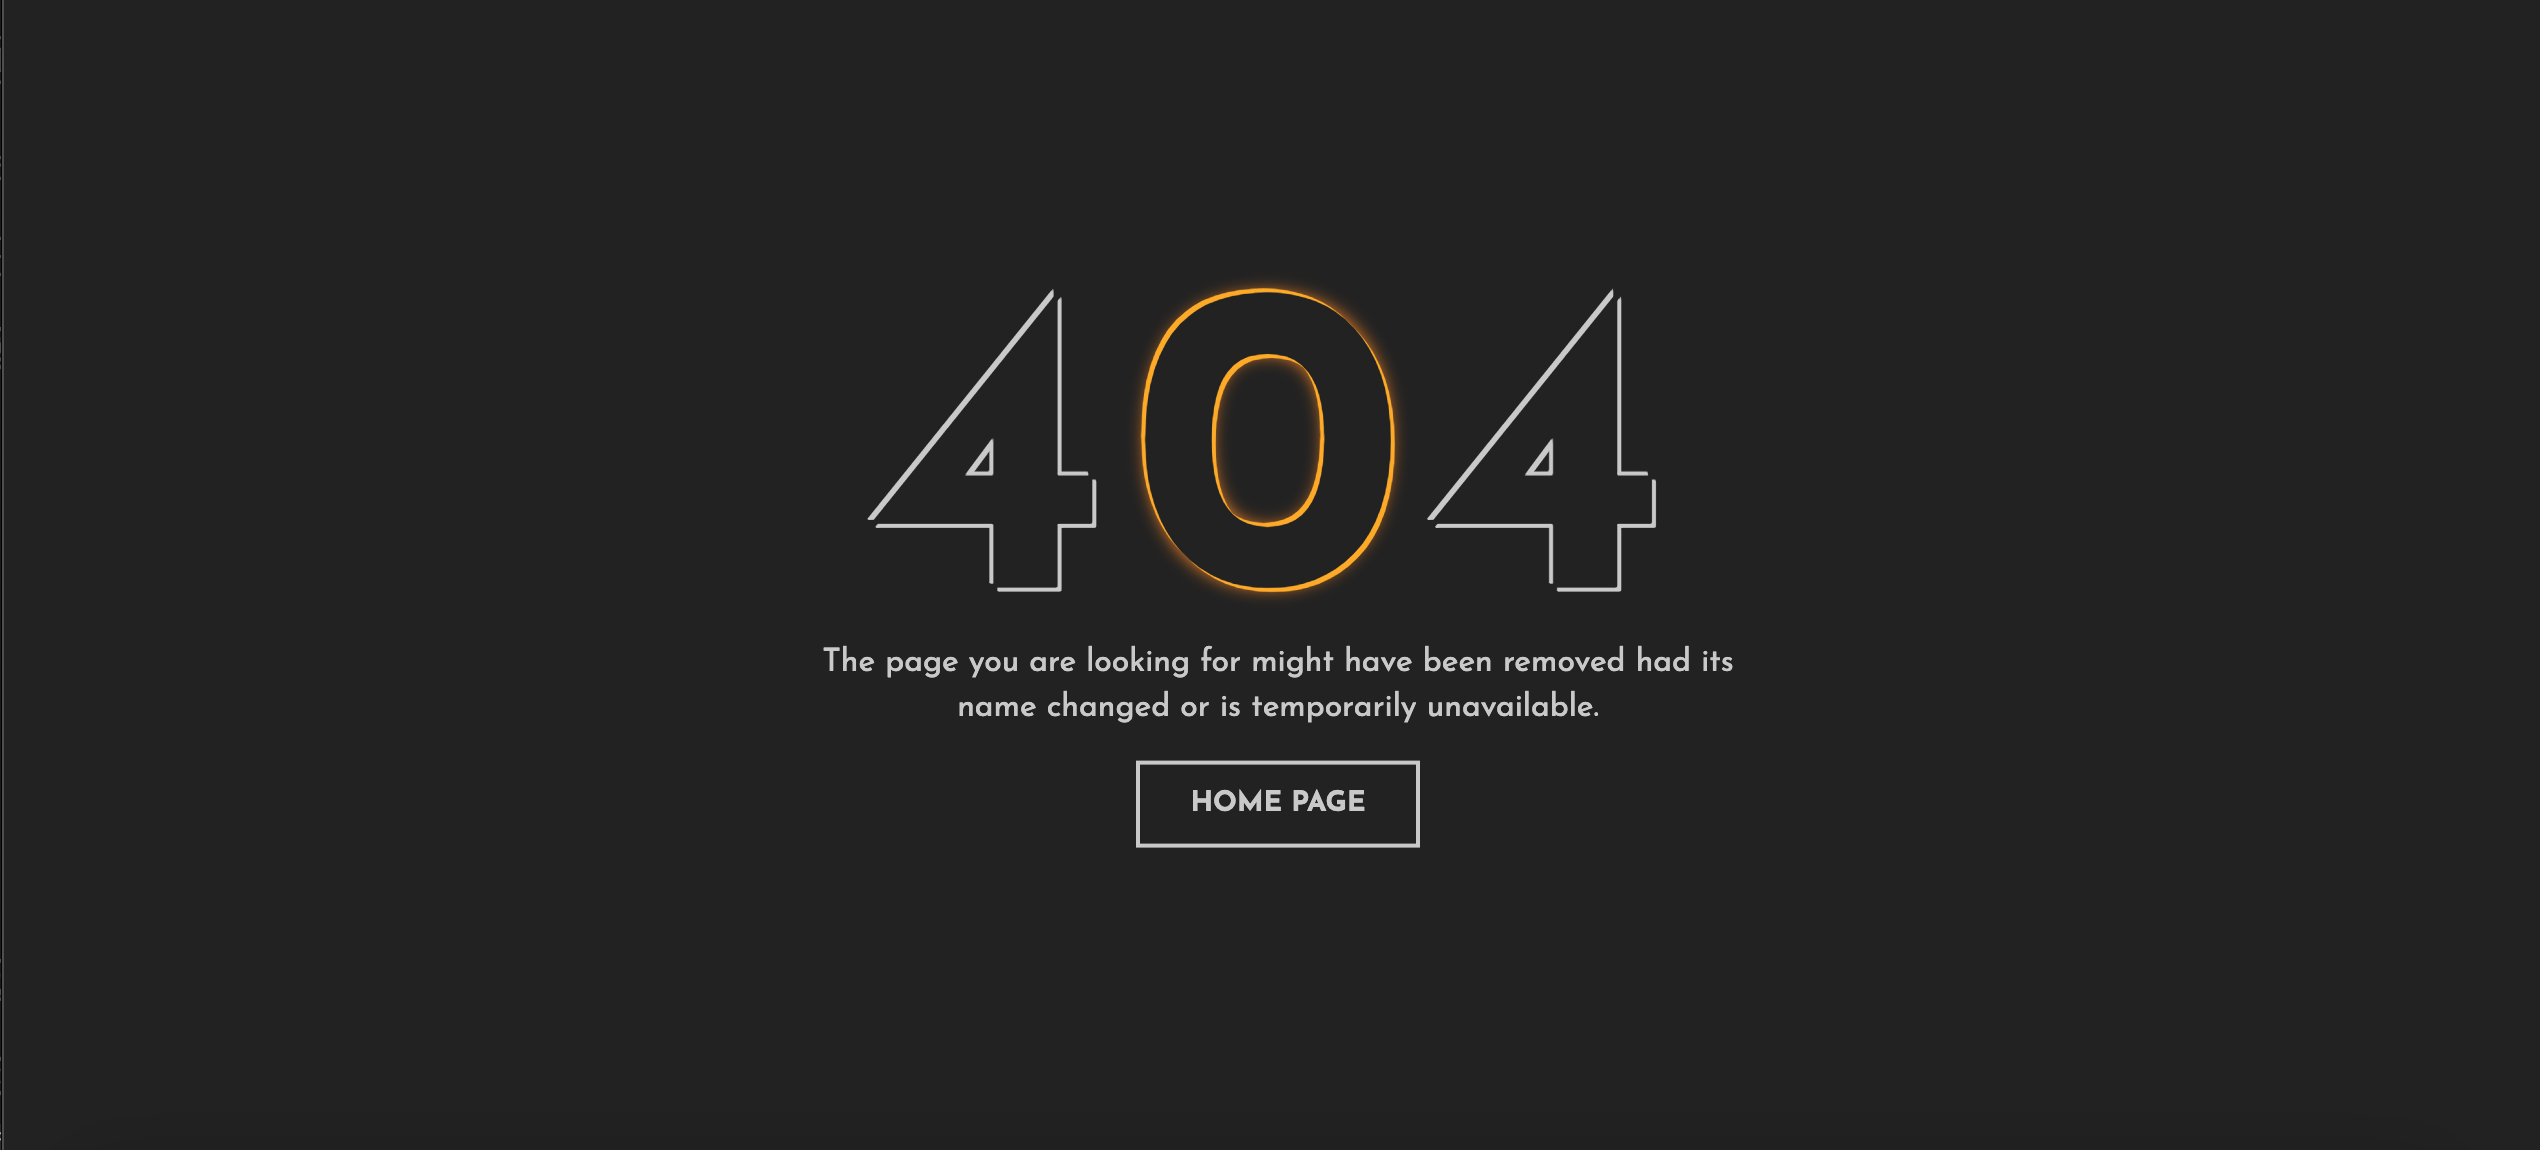 404
The page you are looking for might have been removed had its
name changed or is temporarily unavailable.
HOME PAGE